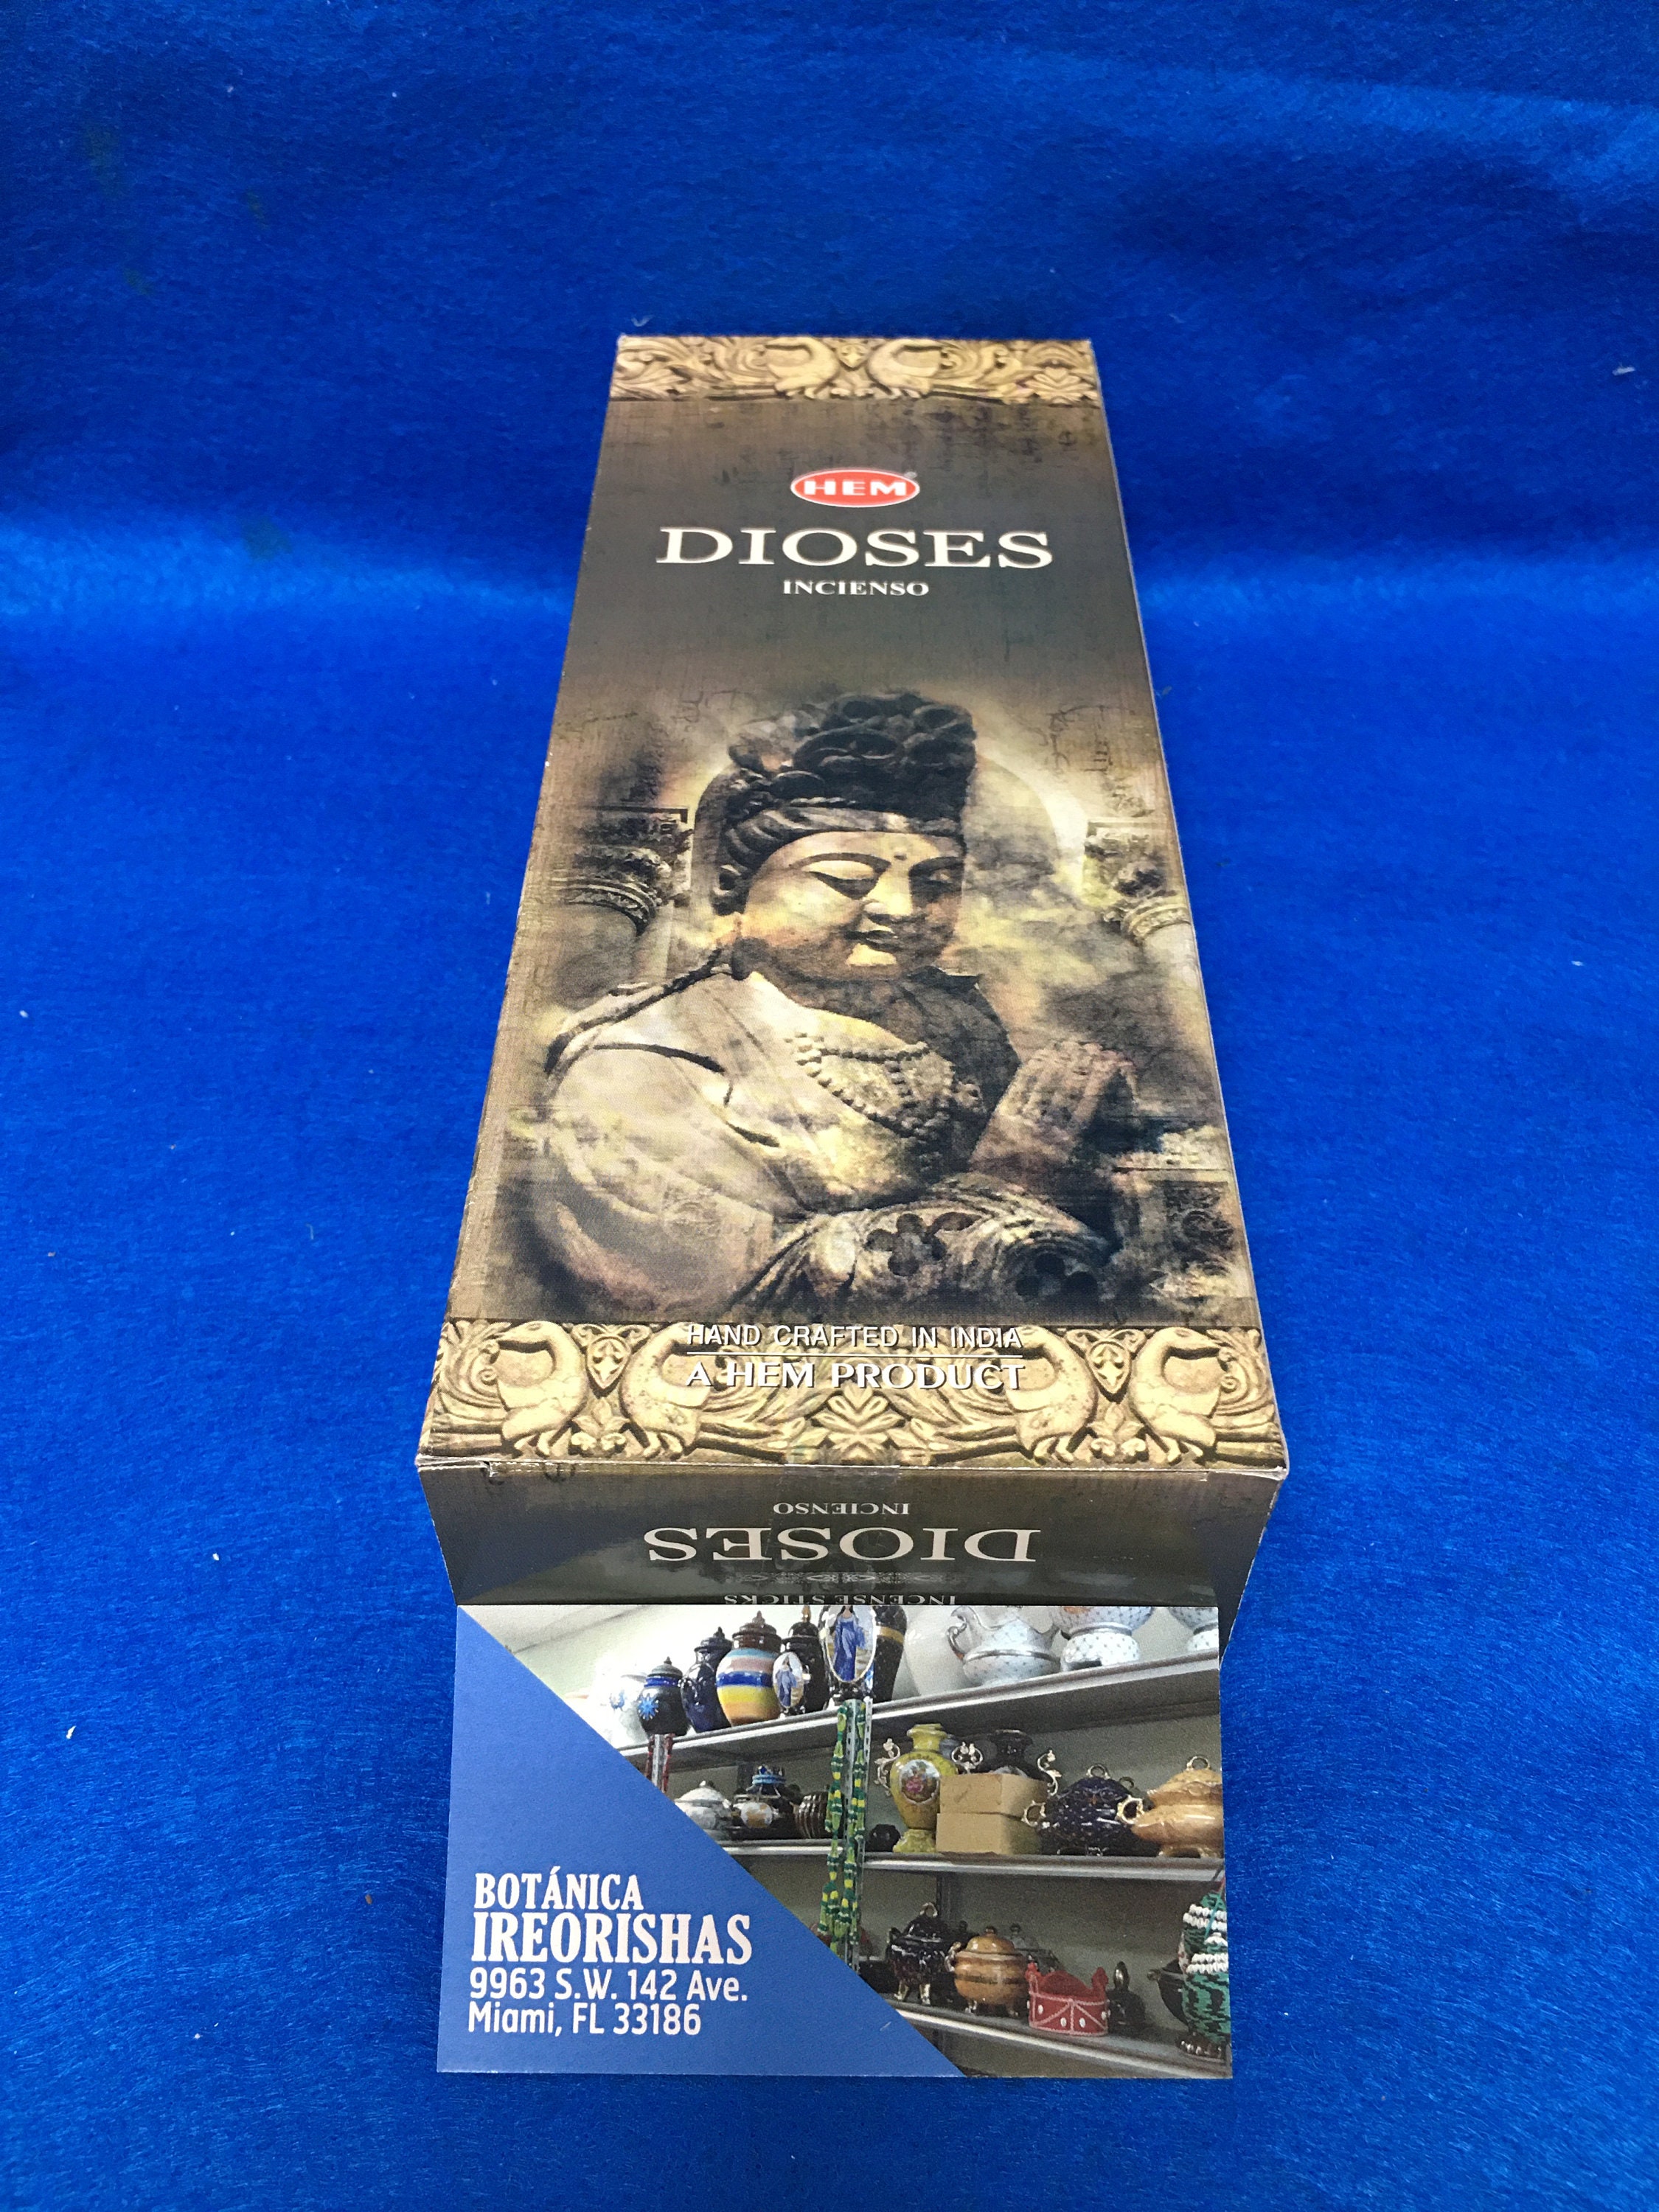 HEM
DIOSES
INCIENSO
HAND CRAFTED IN INDIA
A HEM PRODUCT
INCIENSO
DIOSES
INCENSE STICKS
BOTÁNICA
IREORISHAS
9963 S.W. 142 Ave.
Miami, FL 33186